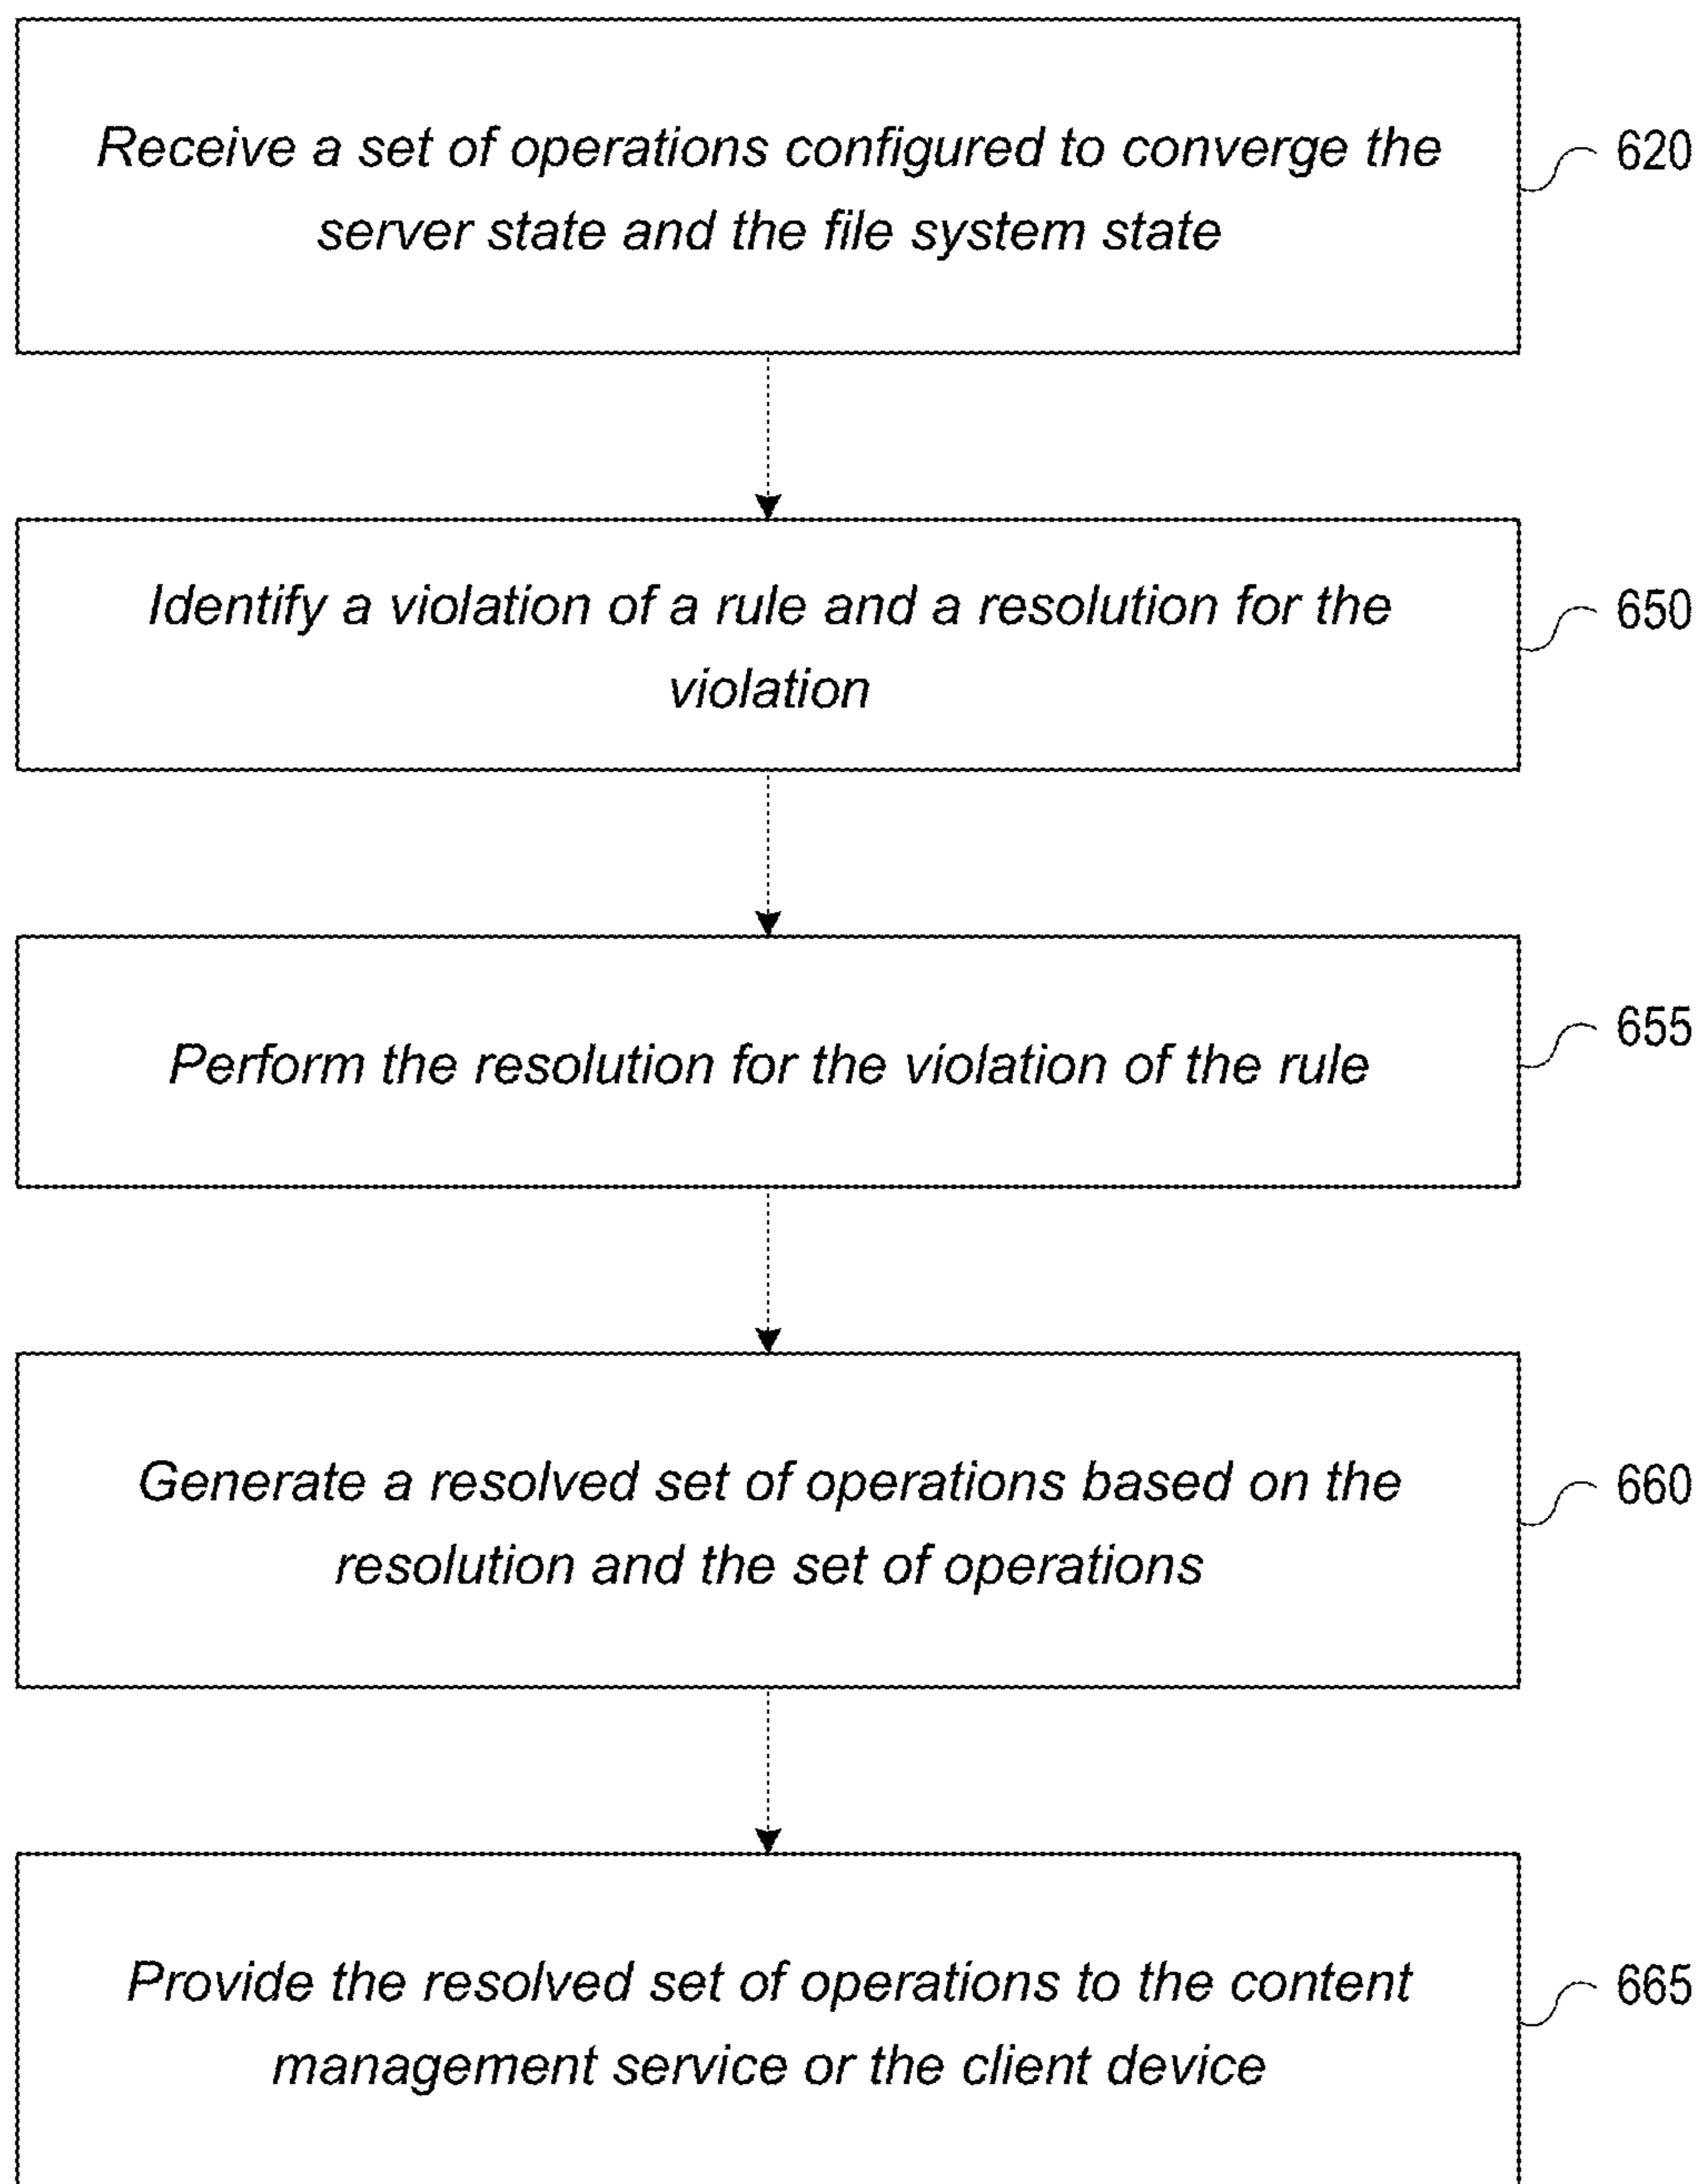 Receive a set of operations configured to converge the
server state and the file system state
620
Identify a violation of a rule and a resolution for the
violation
650
Perform the resolution for the violation of the rule
655
Generate a resolved set of operations based on the
resolution and the set of operations
660
Provide the resolved set of operations to the content
management service or the client device
665